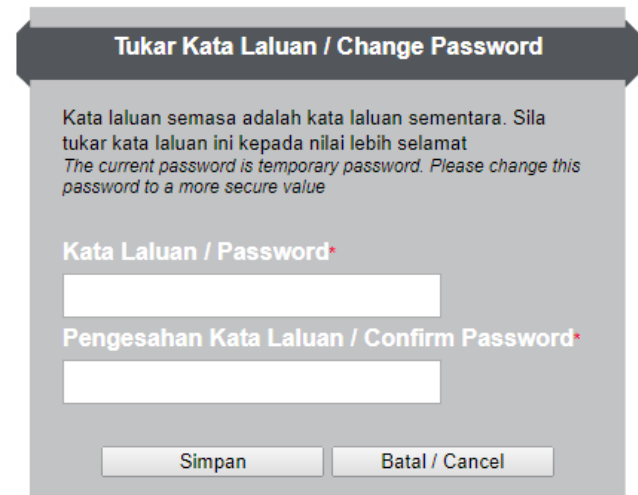 Tukar Kata Laluan / Change Password
Kata laluan semasa adalah kata laluan sementara. Sila
tukar kata laluan ini kepada nilai lebih selamat
The current password is temporary password. Please change this
password to a more secure value
Kata Laluan / Password*
Pengesahan Kata Laluan / Confirm Password*
Simpan Batal / Cancel